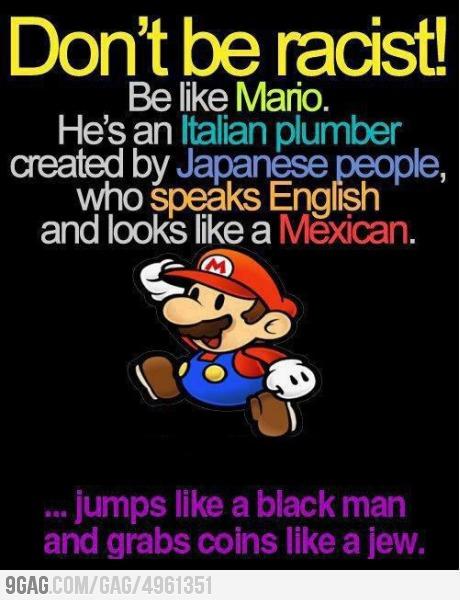 Don't be racist!
Be like Mario.
He's an Italian plumber
created by Japanese people,
who speaks English
and looks like a Mexican.
M
... jumps like a black man
and grabs coins like a jew.
9GAG.COM/GAG/4961351